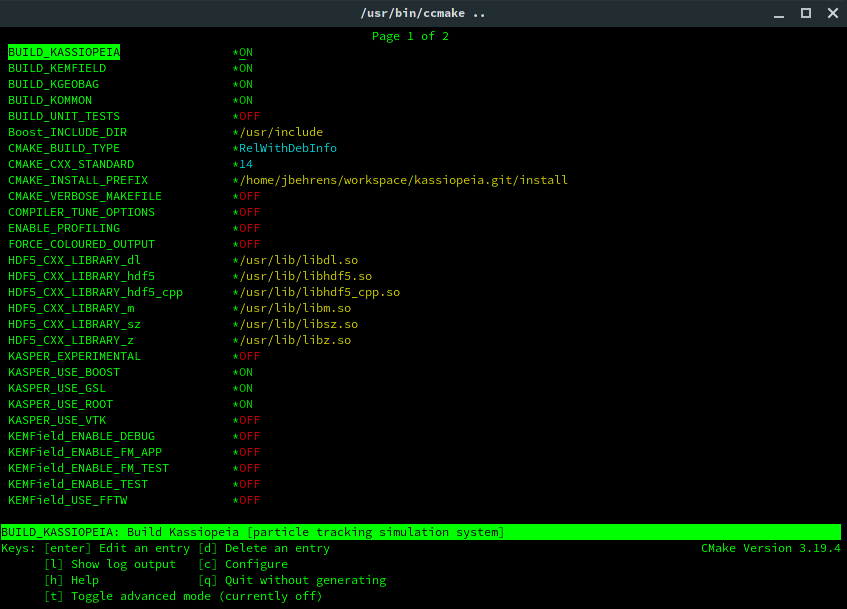 /usr/bin/ccmake ..
Page 1 of 2
BUILD_KASSIOPEIA *ON
BUILD_KEMFIELD *ON
BUILD_KGEOBAG *ON
BUILD_KOMMON *ON
BUILD_UNIT_TESTS *OFF
Boost_INCLUDE_DIR */usr/include
CMAKE_BUILD_TYPE *RelWithDebInfo
CMAKE_CXX_STANDARD *14
CMAKE_INSTALL_PREFIX */home/jbehrens/workspace/kassiopeia.git/install
CMAKE_VERBOSE_MAKEFILE *OFF
COMPILER_TUNE_OPTIONS *OFF
ENABLE_PROFILING *OFF
FORCE_COLOURED_OUTPUT *OFF
HDF5_CXX_LIBRARY_dl */usr/lib/libdl.so
HDF5_CXX_LIBRARY_hdf5 */usr/lib/libhdf5.so
HDF5_CXX_LIBRARY_hdf5_cpp */usr/lib/libhdf5_cpp.so
HDF5_CXX_LIBRARY_m */usr/lib/libm.so
HDF5_CXX_LIBRARY_sz */usr/lib/libsz.so
HDF5_CXX_LIBRARY_z */usr/lib/libz.so
KASPER_EXPERIMENTAL *OFF
KASPER_USE_BOOST *ON
KASPER_USE_GSL *ON
KASPER_USE_ROOT *ON
KASPER_USE_VTK *OFF
KEMField_ENABLE_DEBUG *OFF
KEMField_ENABLE_FM_APP *OFF
KEMField_ENABLE_FM_TEST *OFF
KEMField_ENABLE_TEST *OFF
KEMField_USE_FFTW *OFF
BUILD_KASSIOPEIA: Build Kassiopeia [particle tracking simulation system]
Keys: [enter] Edit an entry [d] Delete an entry CMake Version 3.19.4
[l] Show log output [c] Configure
[h] Help [q] Quit without generating
[t] Toggle advanced mode (currently off)